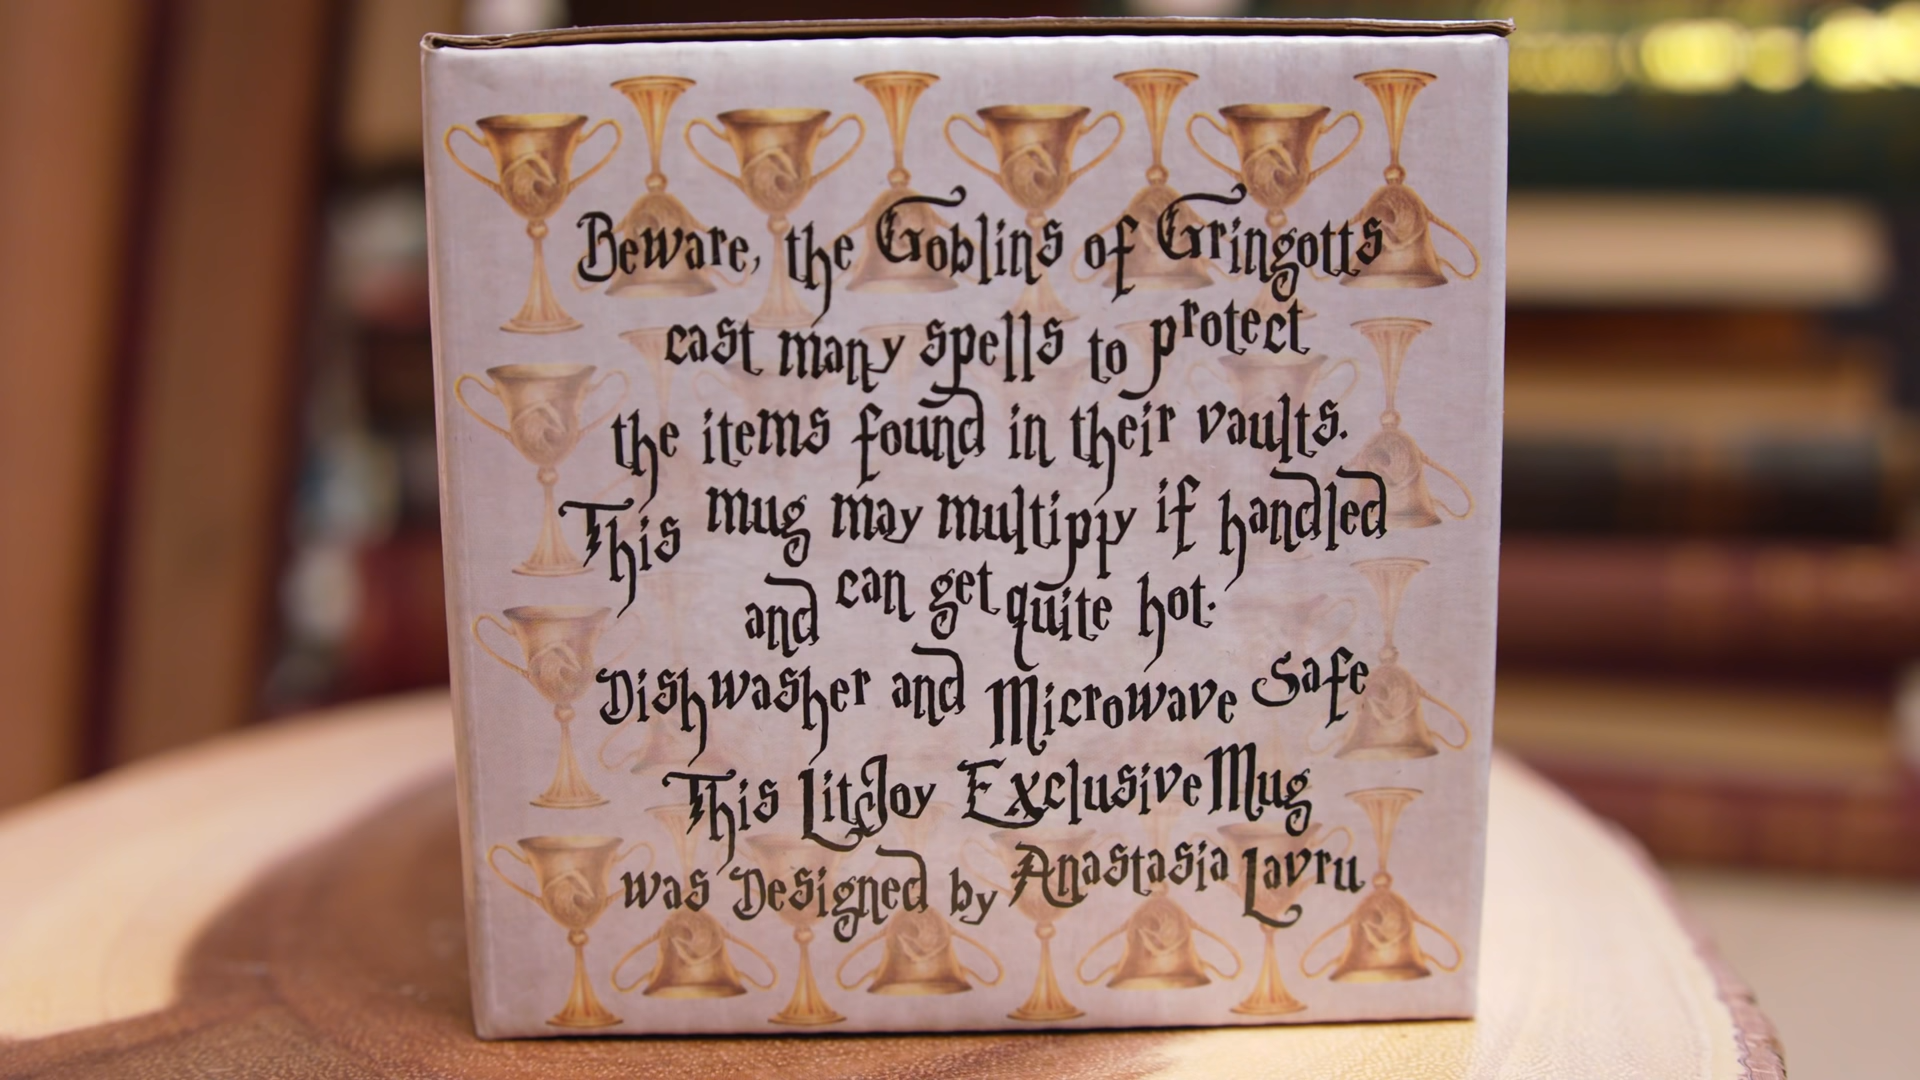 Beware, the Goblins of Gringotts
cast many spells to protect
the items found in their vaults.
This mug may multipy if handled
and can get quite hot.
Dishwasher and Microwave Safe
This LitJoy Exclusive Mug
was Designed by Anastasia Lavru